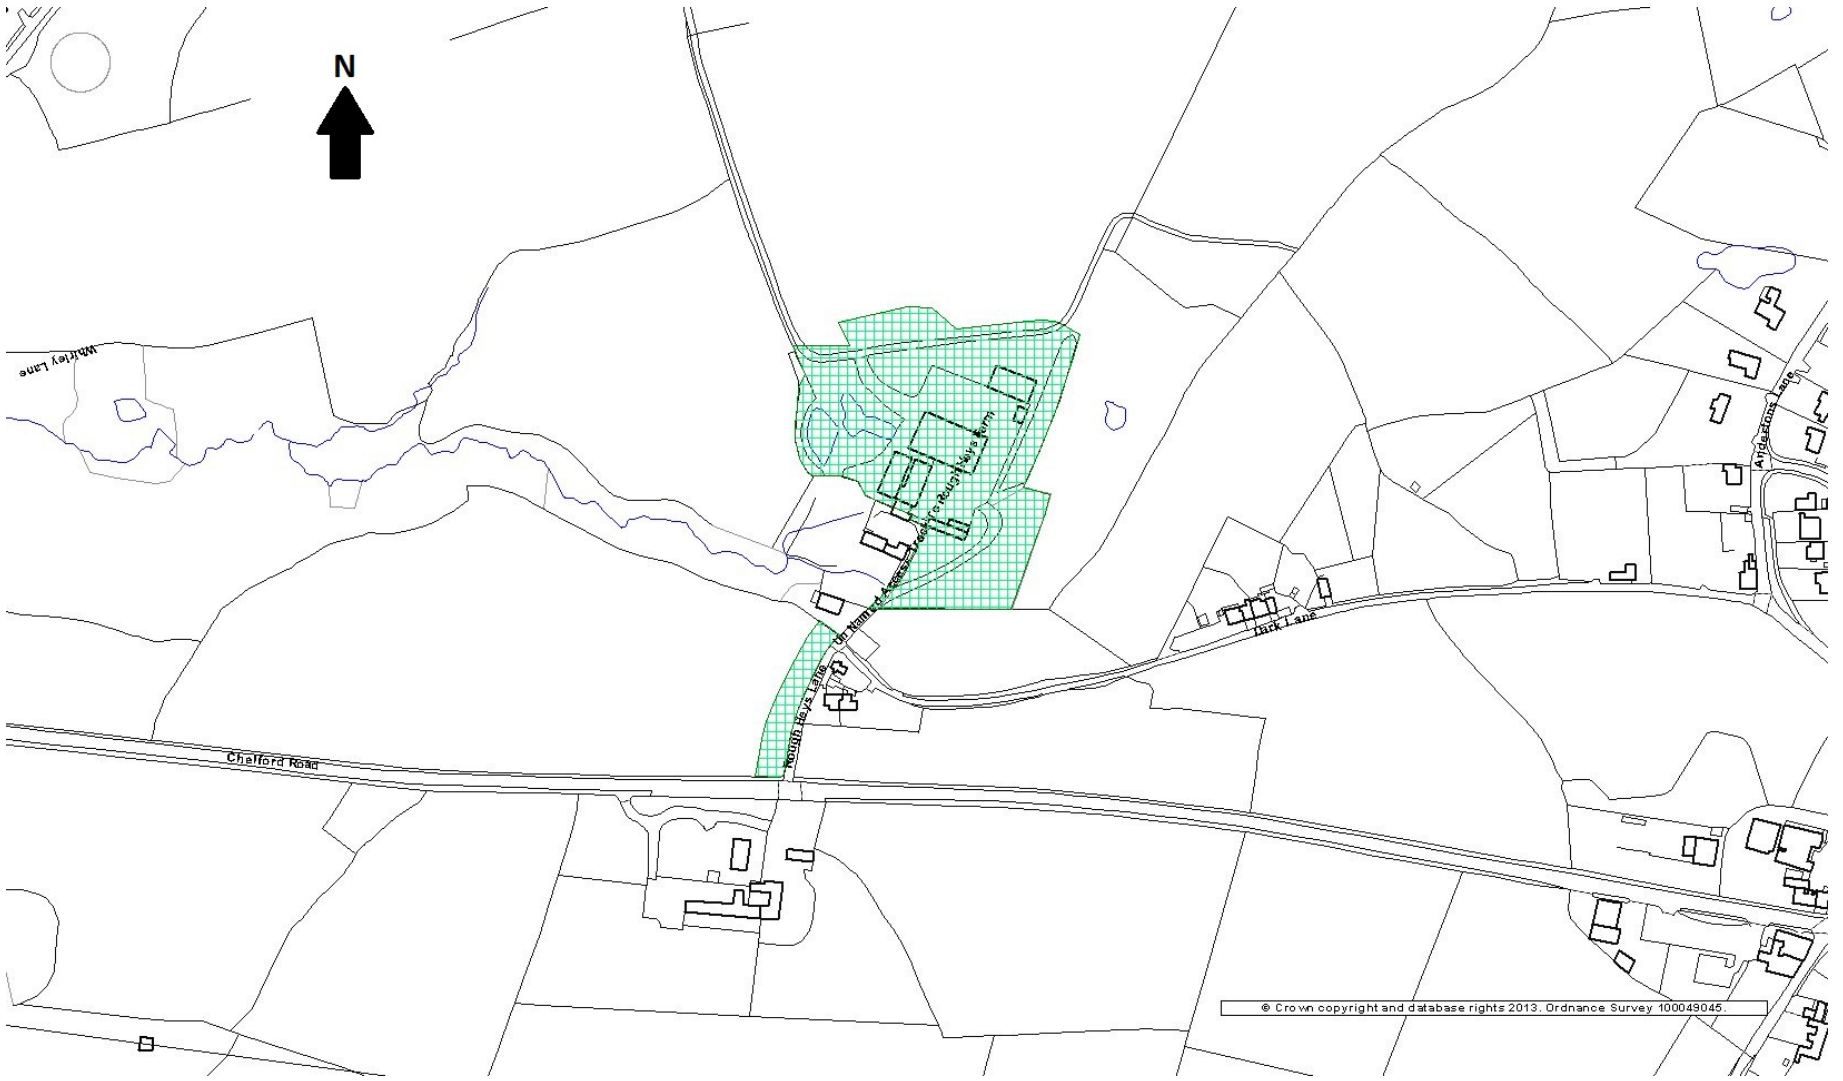 N
Whirley Lane
Andertons Lane
Un Named Access Track To Rough Heys Farm
Dark Lane
Rough Heys Lane
Chelford Road
© Crown copyright and database rights 2013. Ordnance Survey 100049045.